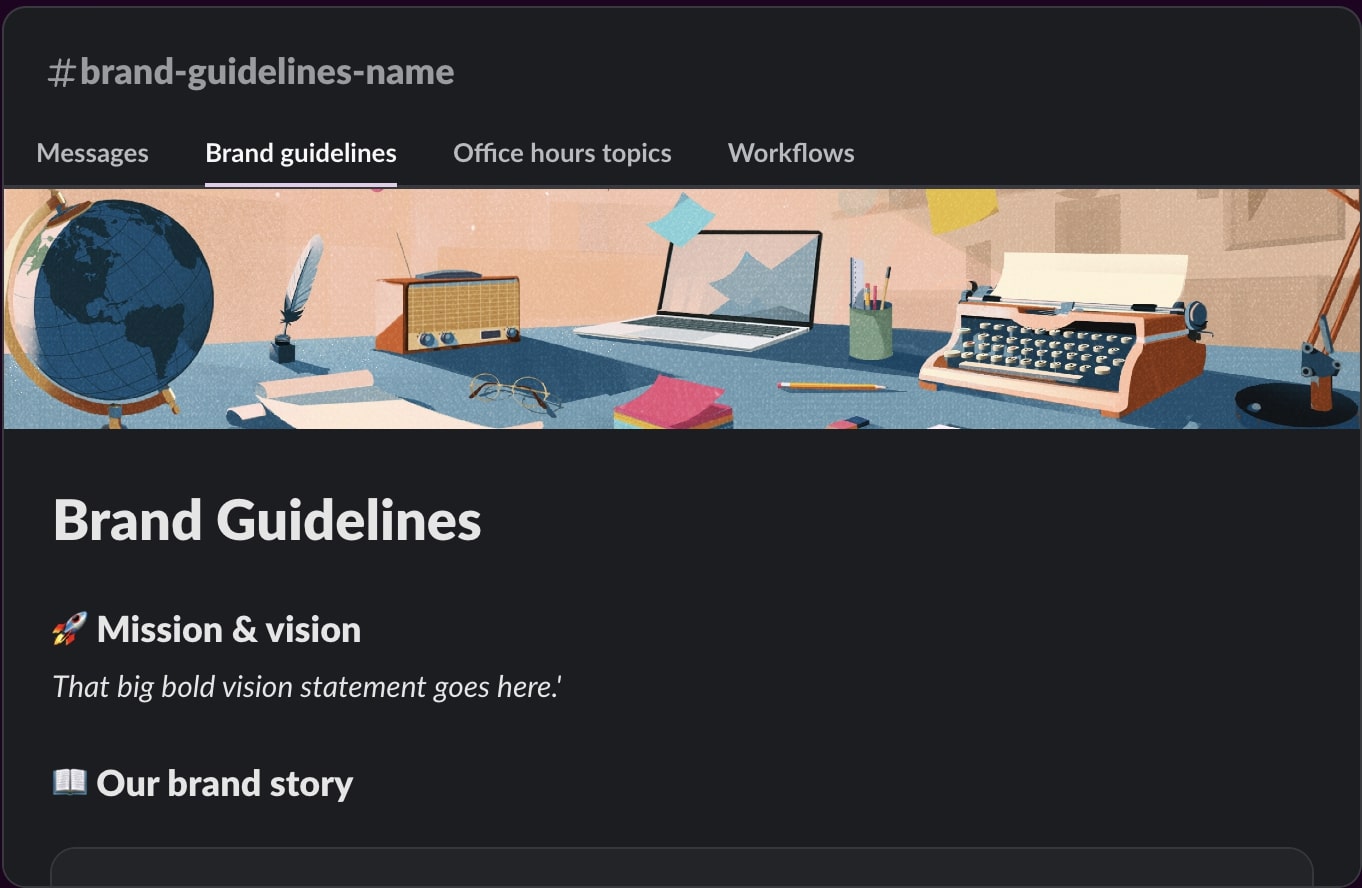 #brand-guidelines-name
Messages Brand guidelines Office hours topics Workflows
Brand Guidelines
🚀 Mission & vision
That big bold vision statement goes here.'
📖 Our brand story